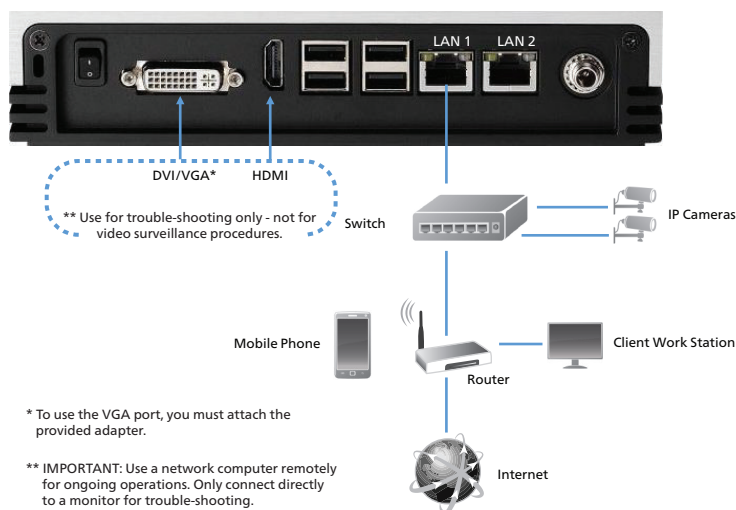 LAN 1 LAN 2
DVI/VGA* HDMI
** Use for trouble-shooting only - not for
video surveillance procedures.
Switch
IP Cameras
Mobile Phone
Client Work Station
Router
* To use the VGA port, you must attach the
provided adapter.
** IMPORTANT: Use a network computer remotely
for ongoing operations. Only connect directly
to a monitor for trouble-shooting.
Internet